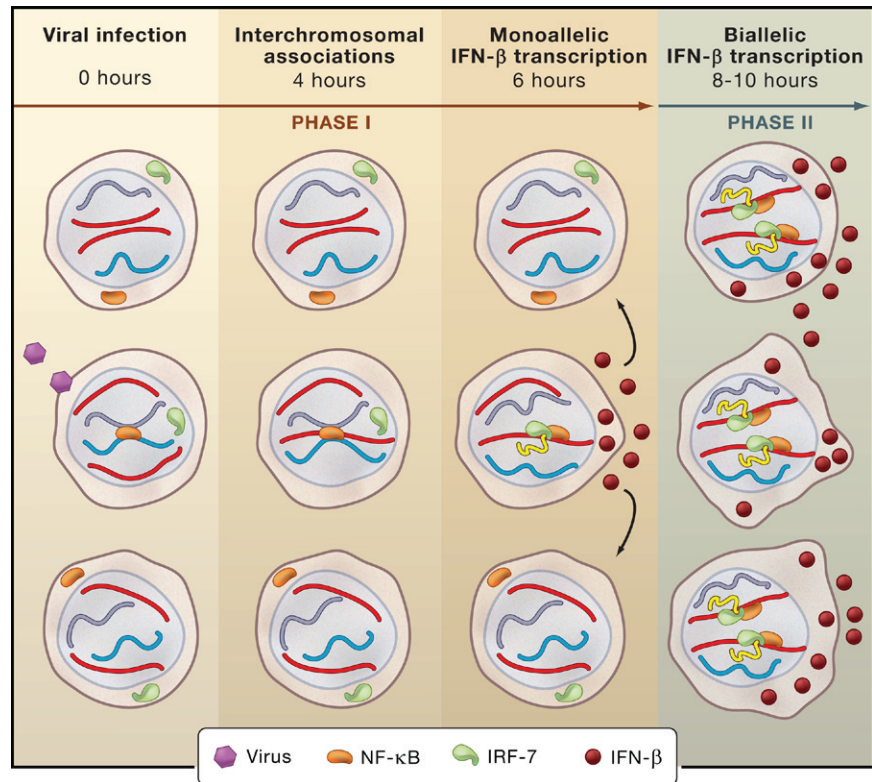 Viral infection
0 hours
Interchromosomal
associations
4 hours
Monoallelic
IFN-β transcription
6 hours
Biallelic
IFN-β transcription
8-10 hours
PHASE I
PHASE II
Virus
NF-κB
IRF-7
IFN-β